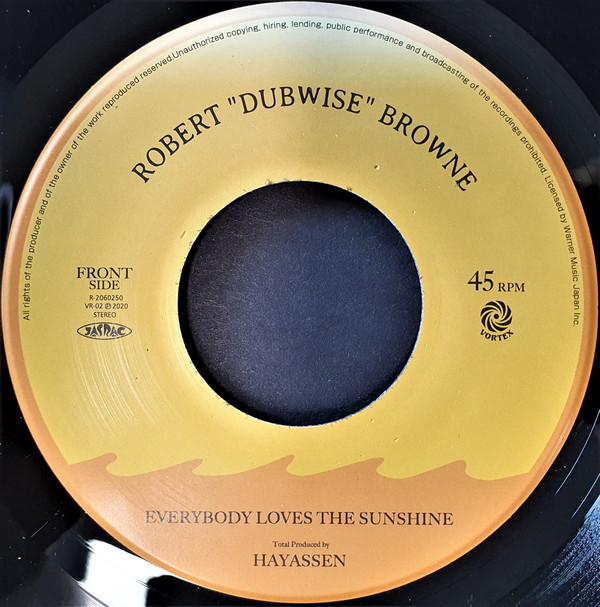 All rights of the producer and of the owner of the work reproduced reserved.Unauthorized copying, hiring, lending, public performance and broadcasting of the recordings prohibited. Licensed by Warner Music Japan Inc.
ROBERT "DUBWISE" BROWNE
FRONT
SIDE
R-2060250
VR-02 ℗ 2020
STEREO
JASRAC
45 RPM
VORTEX
EVERYBODY LOVES THE SUNSHINE
Total Produced by
HAYASSEN